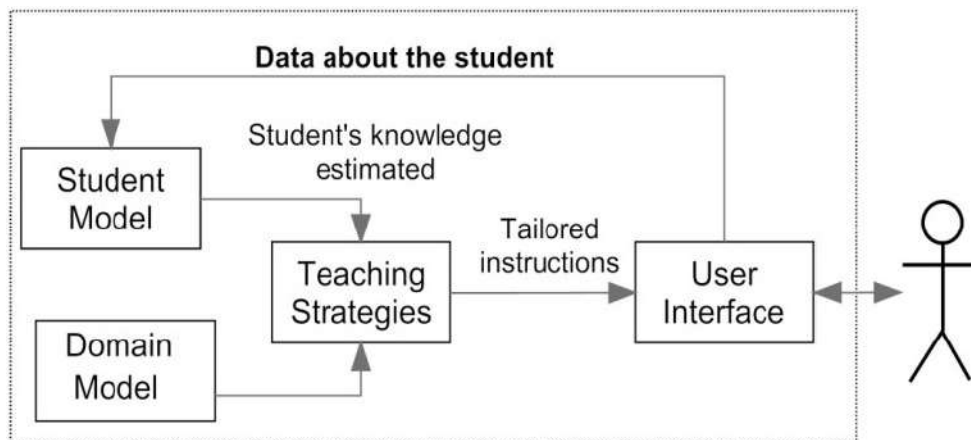 Data about the student
Student's knowledge
estimated
Student
Model
Tailored
instructions
Teaching
Strategies
User
Interface
Domain
Model